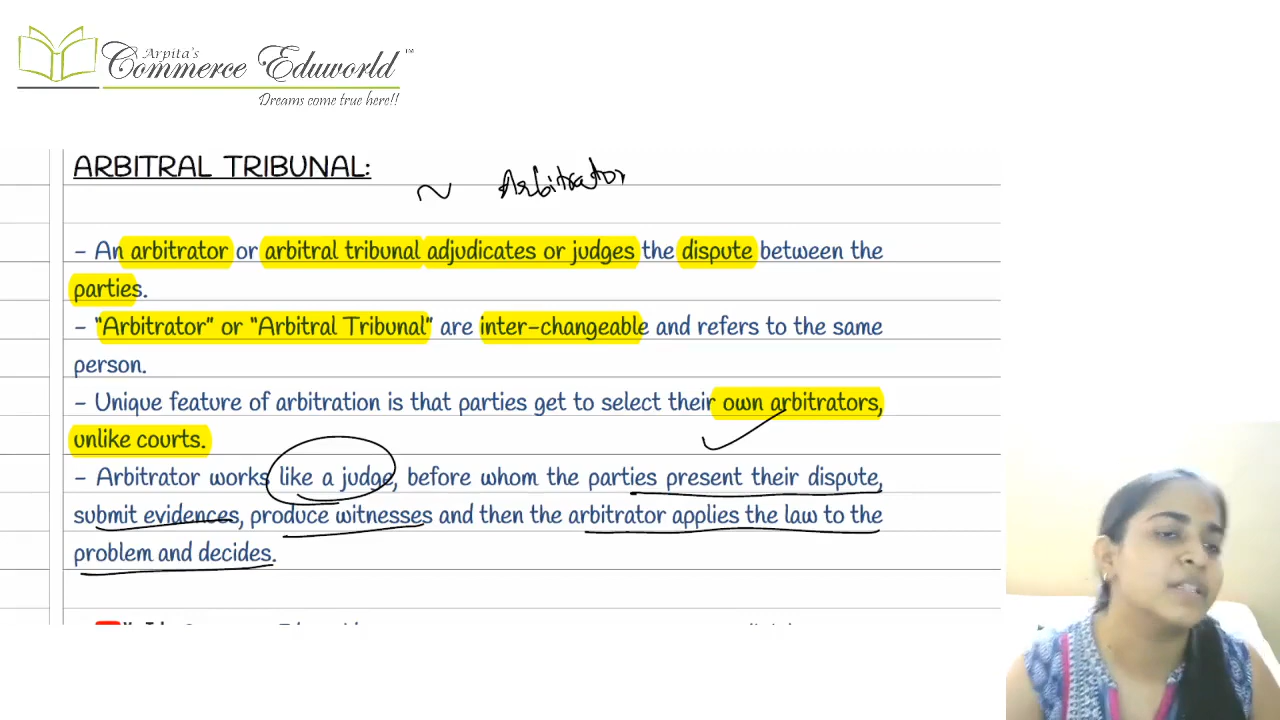 Arpita's
Commerce Eduworld™
Dreams come true here!!
ARBITRAL TRIBUNAL:
~ Arbitrator
- An arbitrator or arbitral tribunal adjudicates or judges the dispute between the
parties.
- "Arbitrator" or "Arbitral Tribunal" are inter-changeable and refers to the same
person.
- Unique feature of arbitration is that parties get to select their own arbitrators,
unlike courts.
- Arbitrator works like a judge, before whom the parties present their dispute,
submit evidences, produce witnesses and then the arbitrator applies the law to the
problem and decides.